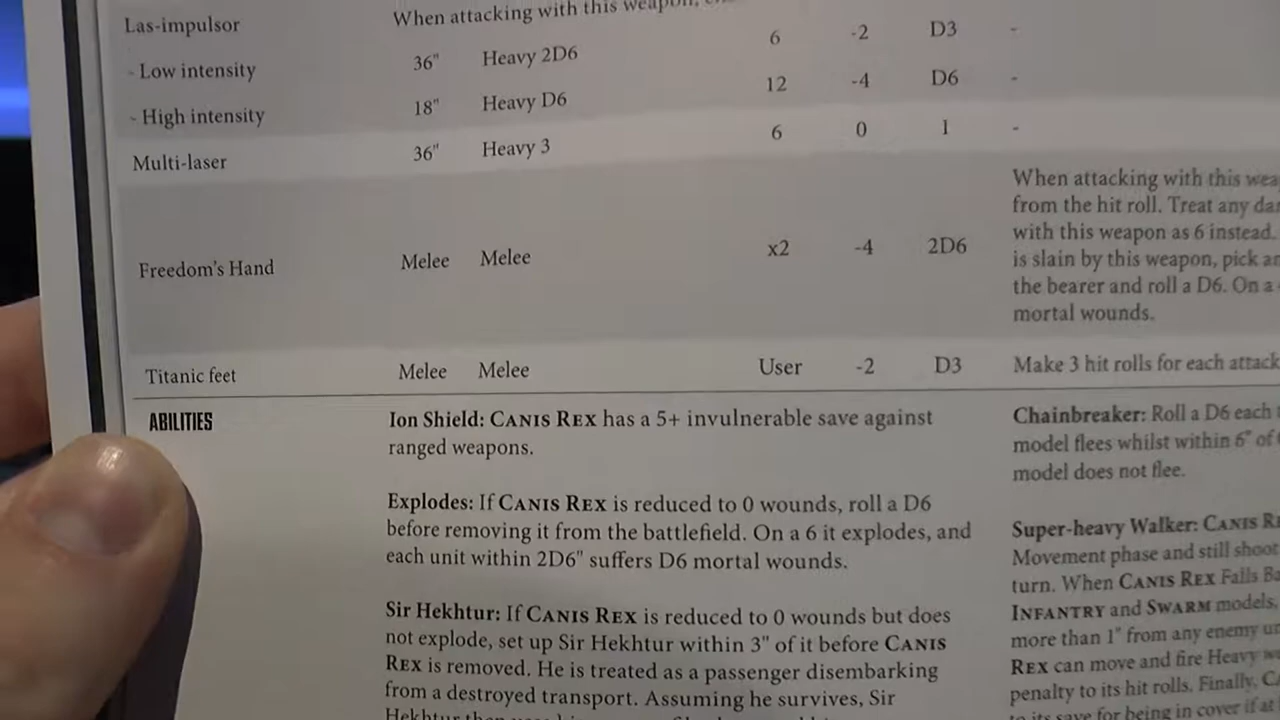 Las-impulsor When attacking with this weapon,
- Low intensity 36" Heavy 2D6 6 -2 D3 -
- High intensity 18" Heavy D6 12 -4 D6 -
Multi-laser 36" Heavy 3 6 0 1 -
Freedom's Hand Melee Melee x2 -4 2D6
When attacking with this
from the hit roll. Treat any
with this weapon as 6 instead.
is slain by this weapon, pick
the bearer and roll a D6. On a
mortal wounds.
Titanic feet Melee Melee User -2 D3 Make 3 hit rolls for each attack
ABILITIES
Ion Shield: CANIS REX has a 5+ invulnerable save against
ranged weapons.
Explodes: If CANIS REX is reduced to 0 wounds, roll a D6
before removing it from the battlefield. On a 6 it explodes, and
each unit within 2D6" suffers D6 mortal wounds.
Sir Hekhtur: If CANIS REX is reduced to 0 wounds but does
not explode, set up Sir Hekhtur within 3" of it before CANIS
REX is removed. He is treated as a passenger disembarking
from a destroyed transport. Assuming he survives, Sir
Hekhtur
Chainbreaker: Roll a D6 each
model flees whilst within 6" of
model does not flee.
Super-heavy Walker: CANIS
Movement phase and still shoot
turn. When CANIS REX Falls
INFANTRY and SWARM models,
more than 1" from any enemy
REX can move and fire Heavy
penalty to its hit rolls. Finally,
to its save for being in cover if